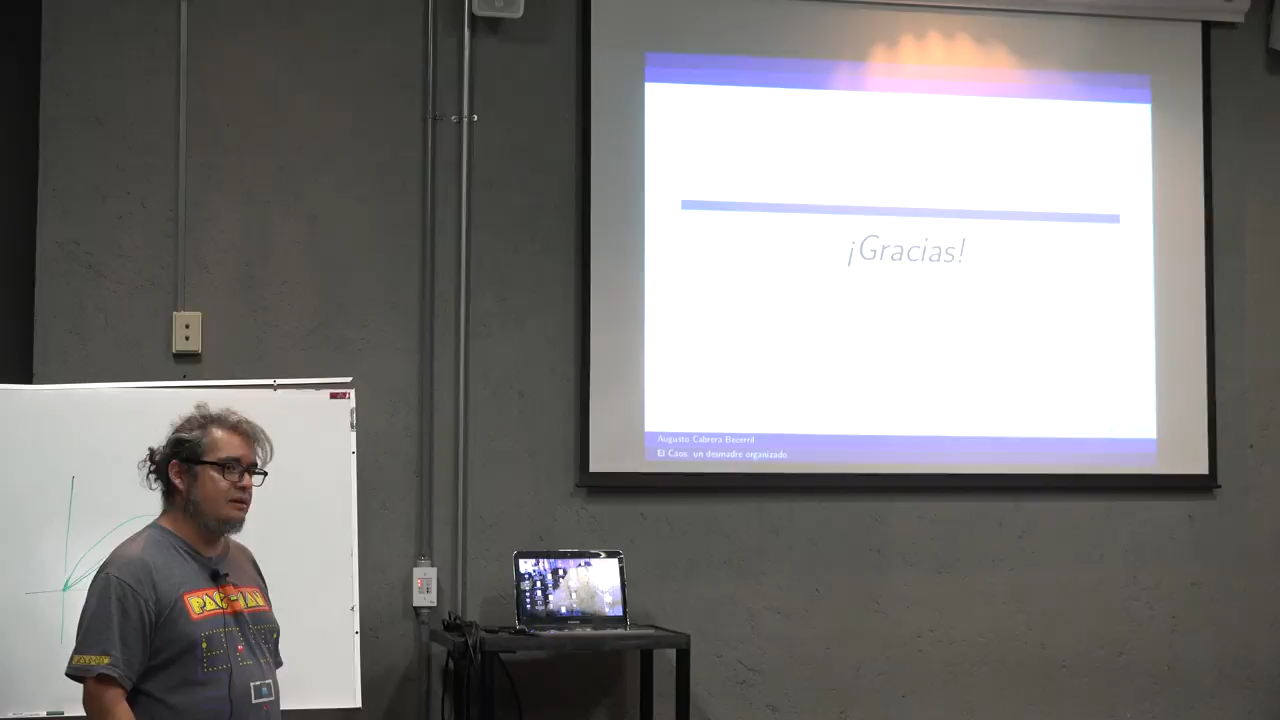 ¡Gracias!
Augusto Cabrera Becerril
El Caos: un desmadre organizado.
PAC-MAN